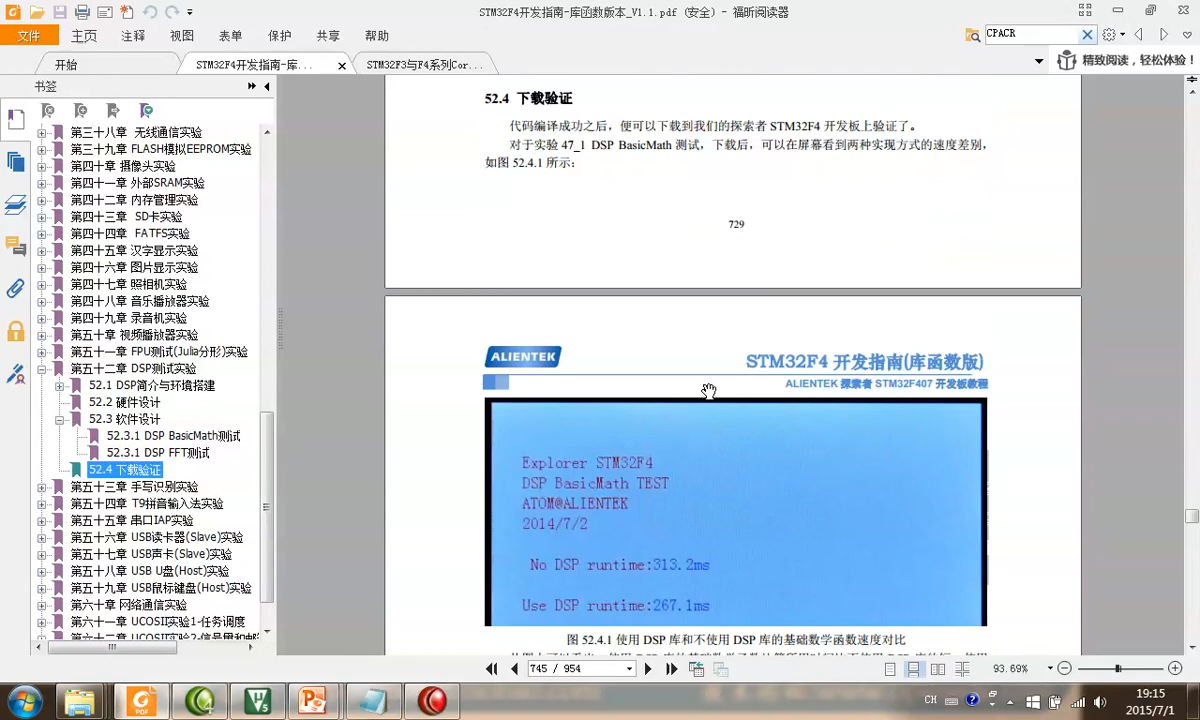 STM32F4开发指南-库函数版本_V1.1.pdf (安全) - 福昕阅读器
文件 主页 注释 视图 表单 保护 共享 帮助
CPACR
开始 STM32F4开发指南-库... STM32F3与F4系列Cor...
精致阅读，轻松体验！
书签
第三十八章 无线通信实验
第三十九章 FLASH模拟EEPROM实验
第四十章 摄像头实验
第四十一章 外部SRAM实验
第四十二章 内存管理实验
第四十三章 SD卡实验
第四十四章 FATFS实验
第四十五章 汉字显示实验
第四十六章 图片显示实验
第四十七章 照相机实验
第四十八章 音乐播放器实验
第四十九章 录音机实验
第五十章 视频播放器实验
第五十一章 FPU测试(Julia分形)实验
第五十二章 DSP测试实验
52.1 DSP简介与环境搭建
52.2 硬件设计
52.3 软件设计
52.3.1 DSP BasicMath测试
52.3.1 DSP FFT测试
52.4 下载验证
第五十三章 手写识别实验
第五十四章 T9拼音输入法实验
第五十五章 串口IAP实验
第五十六章 USB读卡器(Slave)实验
第五十七章 USB声卡(Slave)实验
第五十八章 USB U盘(Host)实验
第五十九章 USB鼠标键盘(Host)实验
第六十章 网络通信实验
第六十一章 UCOSII实验1-任务调度
52.4 下载验证
代码编译成功之后，便可以下载到我们的探索者 STM32F4 开发板上验证了。
对于实验 47_1 DSP BasicMath 测试，下载后，可以在屏幕看到两种实现方式的速度差别，
如图 52.4.1 所示：
729
ALIENTEK
STM32F4 开发指南(库函数版)
ALIENTEK 探索者 STM32F407 开发板教程
Explorer STM32F4
DSP BasicMath TEST
ATOM@ALIENTEK
2014/7/2
No DSP runtime:313.2ms
Use DSP runtime:267.1ms
图 52.4.1 使用 DSP 库和不使用 DSP 库的基础数学函数速度对比
745 / 954
93.69%
CH
19:15
2015/7/1